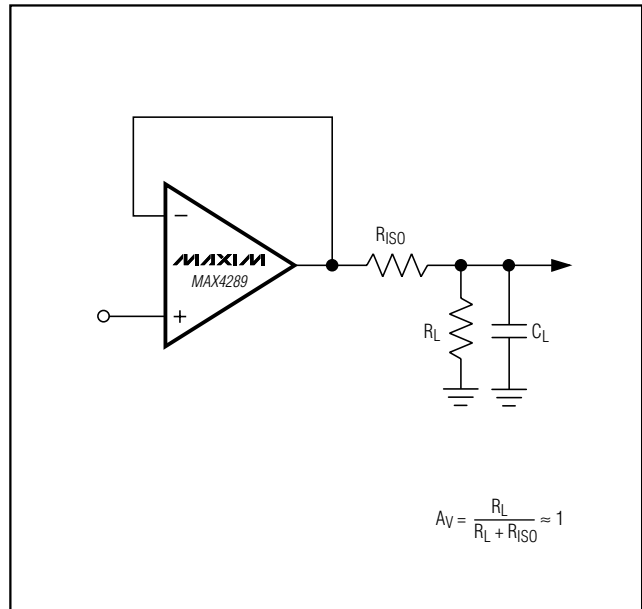 −
MAXIM
MAX4289
+
R_ISO
R_L
C_L
A_V = R_L / (R_L + R_ISO) ≈ 1